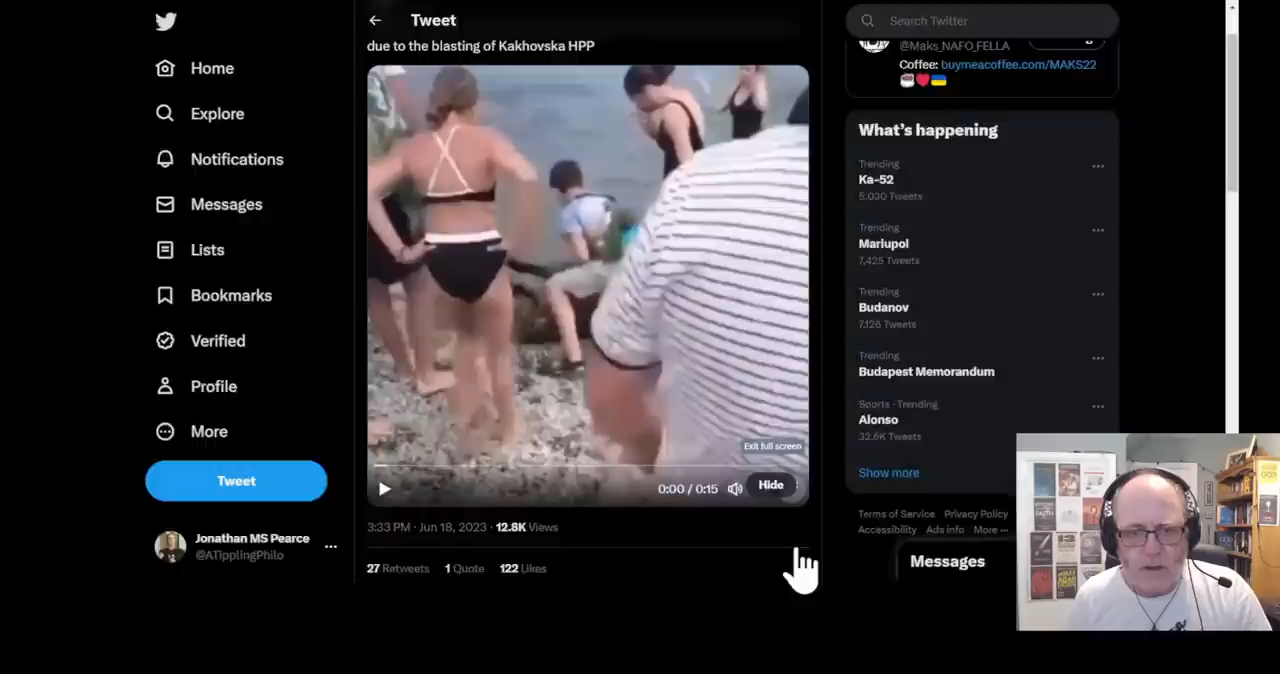 Home
Explore
Notifications
Messages
Lists
Bookmarks
Verified
Profile
More
Tweet
Jonathan MS Pearce
@ATipplingPhilo
Tweet
due to the blasting of Kakhovska HPP
Exit full screen
0:00 / 0:15
Hide
3:33 PM · Jun 18, 2023 · 12.8K Views
27 Retweets 1 Quote 122 Likes
Search Twitter
@Maks_NAFO_FELLA
Coffee: buymeacoffee.com/MAKS22
What's happening
Trending
Ka-52
5,030 Tweets
Trending
Mariupol
7,425 Tweets
Trending
Budanov
7,126 Tweets
Trending
Budapest Memorandum
Sports · Trending
Alonso
32.6K Tweets
Show more
Terms of Service Privacy Policy
Accessibility Ads info More ···
Messages